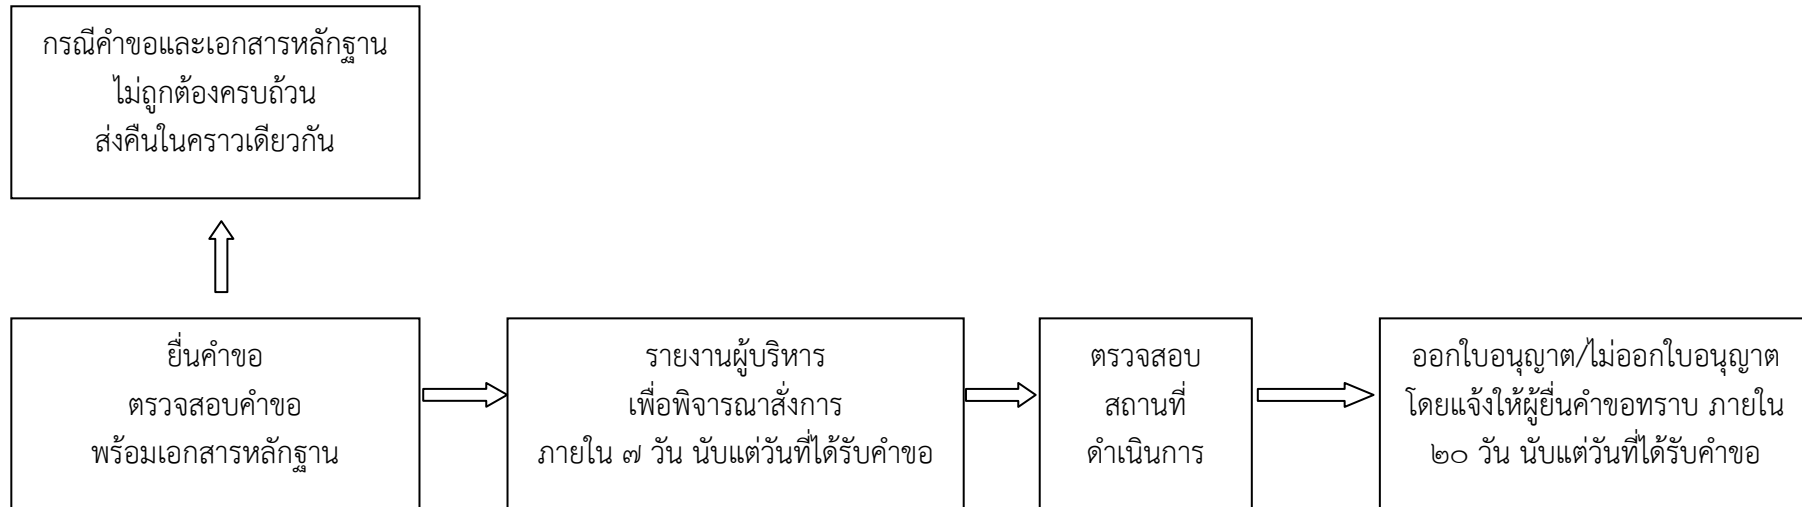 กรณีคำขอและเอกสารหลักฐาน
ไม่ถูกต้องครบถ้วน
ส่งคืนในคราวเดียวกัน
ยื่นคำขอ
ตรวจสอบคำขอ
พร้อมเอกสารหลักฐาน
รายงานผู้บริหาร
เพื่อพิจารณาสั่งการ
ภายใน ๗ วัน นับแต่วันที่ได้รับคำขอ
ตรวจสอบ
สถานที่
ดำเนินการ
ออกใบอนุญาต/ไม่ออกใบอนุญาต
โดยแจ้งให้ผู้ยื่นคำขอทราบ ภายใน
๒๐ วัน นับแต่วันที่ได้รับคำขอ